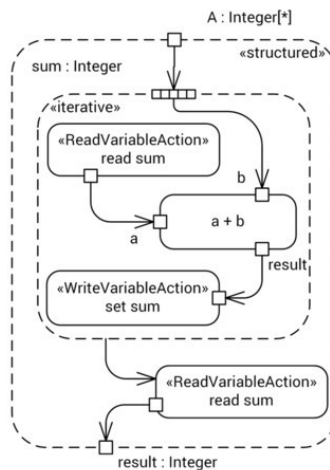 A : Integer[*]
«structured»
sum : Integer
«iterative»
«ReadVariableAction»
read sum
b
a
a + b
result
«WriteVariableAction»
set sum
«ReadVariableAction»
read sum
result : Integer